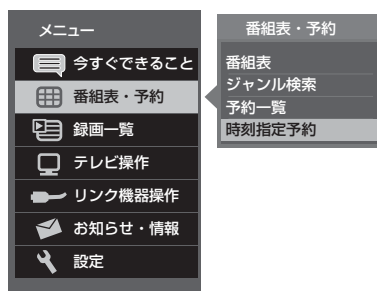 メニュー
今すぐできること
番組表・予約
録画一覧
テレビ操作
リンク機器操作
お知らせ・情報
設定
番組表・予約
番組表
ジャンル検索
予約一覧
時刻指定予約